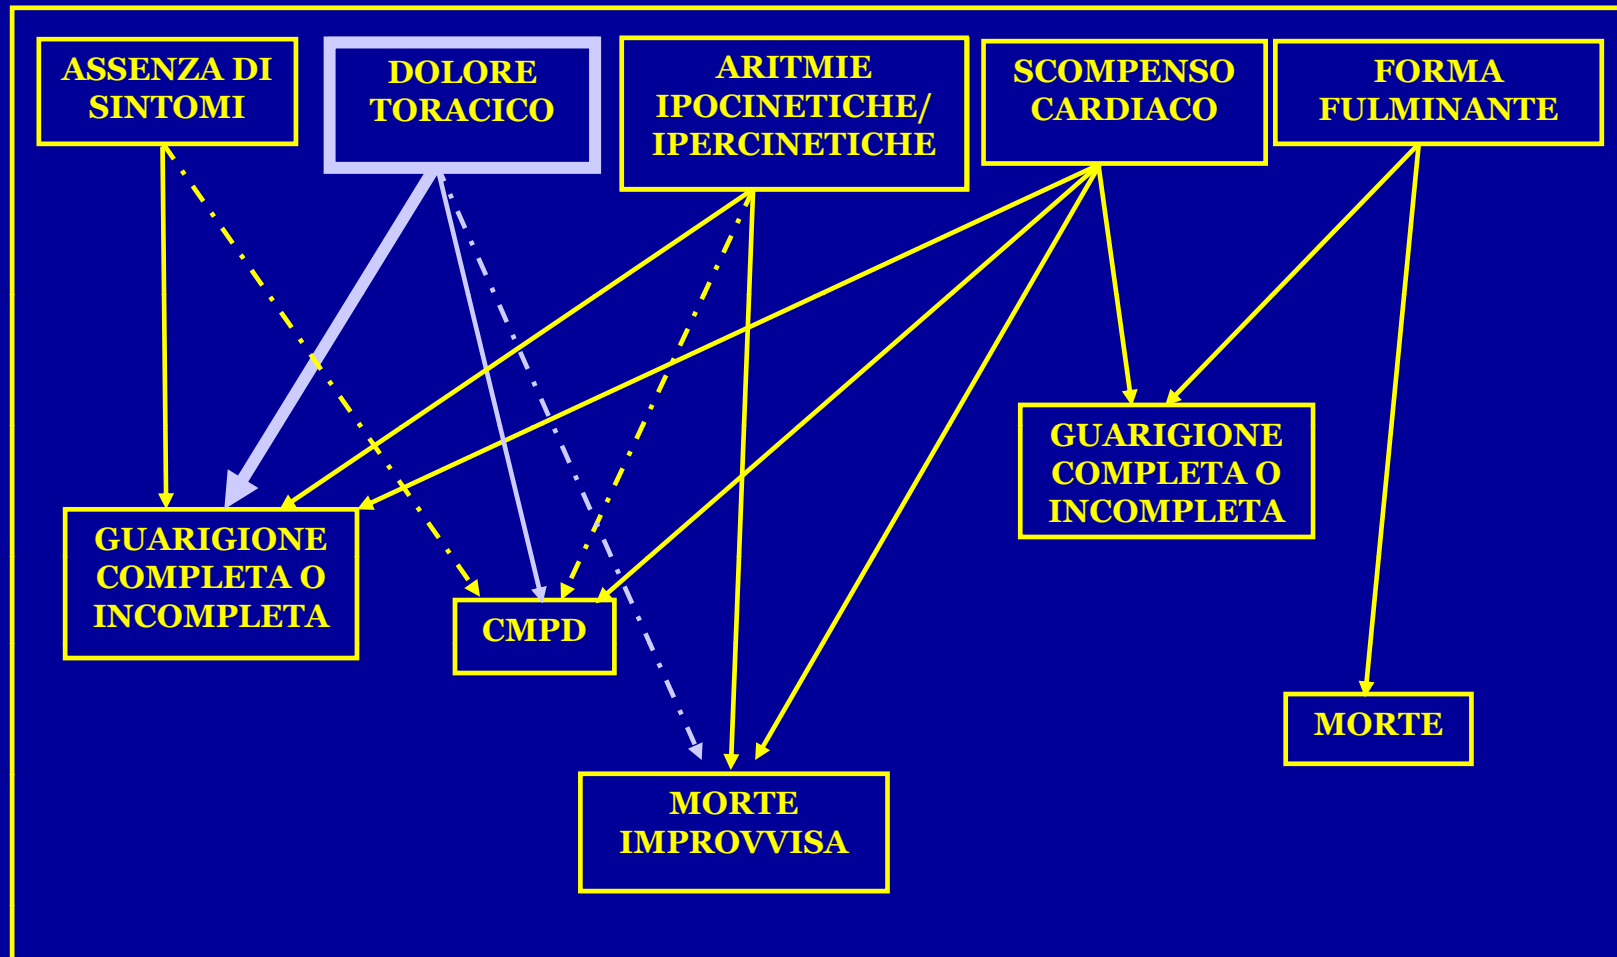 ASSENZA DI
SINTOMI
DOLORE
TORACICO
ARITMIE
IPOCINETICHE/
IPERCINETICHE
SCOMPENSO
CARDIACO
FORMA
FULMINANTE
GUARIGIONE
COMPLETA O
INCOMPLETA
GUARIGIONE
COMPLETA O
INCOMPLETA
CMPD
MORTE
MORTE
IMPROVVISA